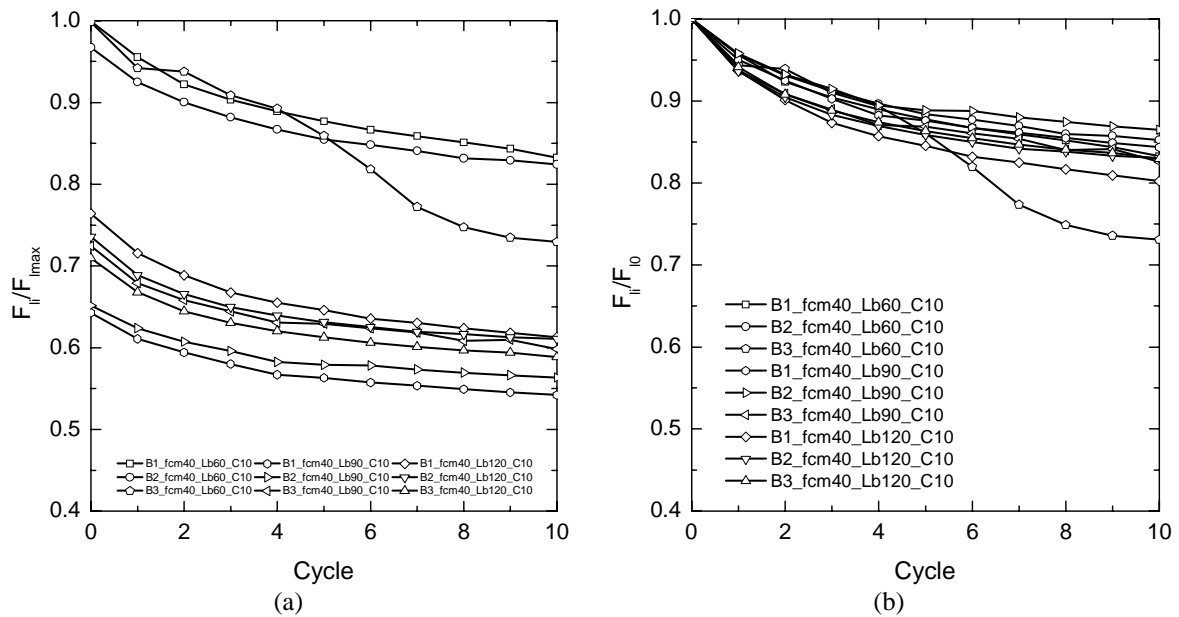 1.0
0.9
0.8
0.7
0.6
0.5
0.4
F_li/F_lmax
B1_fcm40_Lb60_C10 B1_fcm40_Lb90_C10 B1_fcm40_Lb120_C10
B2_fcm40_Lb60_C10 B2_fcm40_Lb90_C10 B2_fcm40_Lb120_C10
B3_fcm40_Lb60_C10 B3_fcm40_Lb90_C10 B3_fcm40_Lb120_C10
0 2 4 6 8 10
Cycle
(a)
1.0
0.9
0.8
0.7
0.6
0.5
0.4
F_li/F_l0
B1_fcm40_Lb60_C10
B2_fcm40_Lb60_C10
B3_fcm40_Lb60_C10
B1_fcm40_Lb90_C10
B2_fcm40_Lb90_C10
B3_fcm40_Lb90_C10
B1_fcm40_Lb120_C10
B2_fcm40_Lb120_C10
B3_fcm40_Lb120_C10
0 2 4 6 8 10
Cycle
(b)